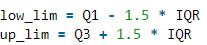 low_lim = Q1 - 1.5 * IQR
up_lim = Q3 + 1.5 * IQR